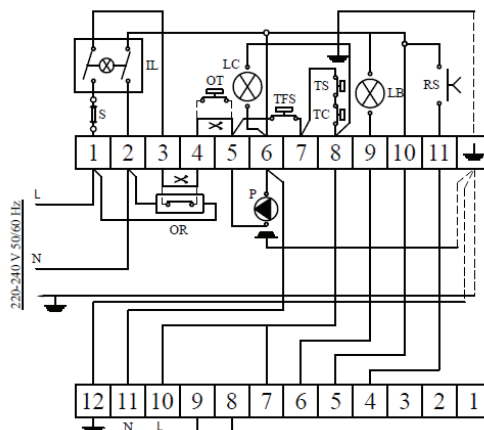 IL
OT
LC
TFS
TS
TC
LB
RS
S
1 2 3 4 5 6 7 8 9 10 11
L
P
OR
N
220-240 V 50/60 Hz
12 11 10 9 8 7 6 5 4 3 2 1
N L